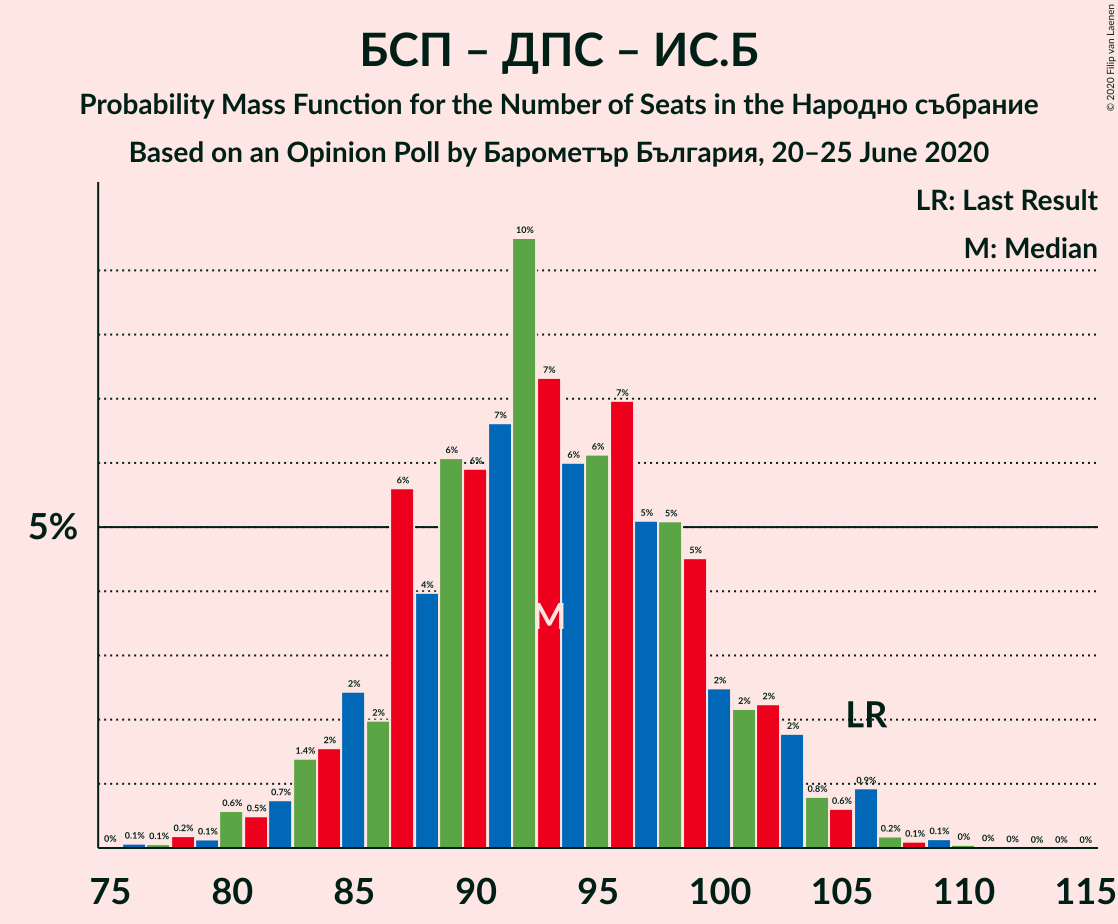 БСП – ДПС – ИС.Б
Probability Mass Function for the Number of Seats in the Народно събрание
Based on an Opinion Poll by Барометър България, 20–25 June 2020
© 2020 Filip van Laenen
LR: Last Result
M: Median
5%
0% 0.1% 0.1% 0.2% 0.1% 0.6% 0.5% 0.7% 1.4% 2% 2% 2% 6% 4% 6% 6% 7% 10% 7% 6% 6% 7% 5% 5% 5% 2% 2% 2% 2% 0.8% 0.6% 0.9% 0.2% 0.1% 0.1% 0% 0% 0% 0% 0% 0%
M
LR
75 80 85 90 95 100 105 110 115